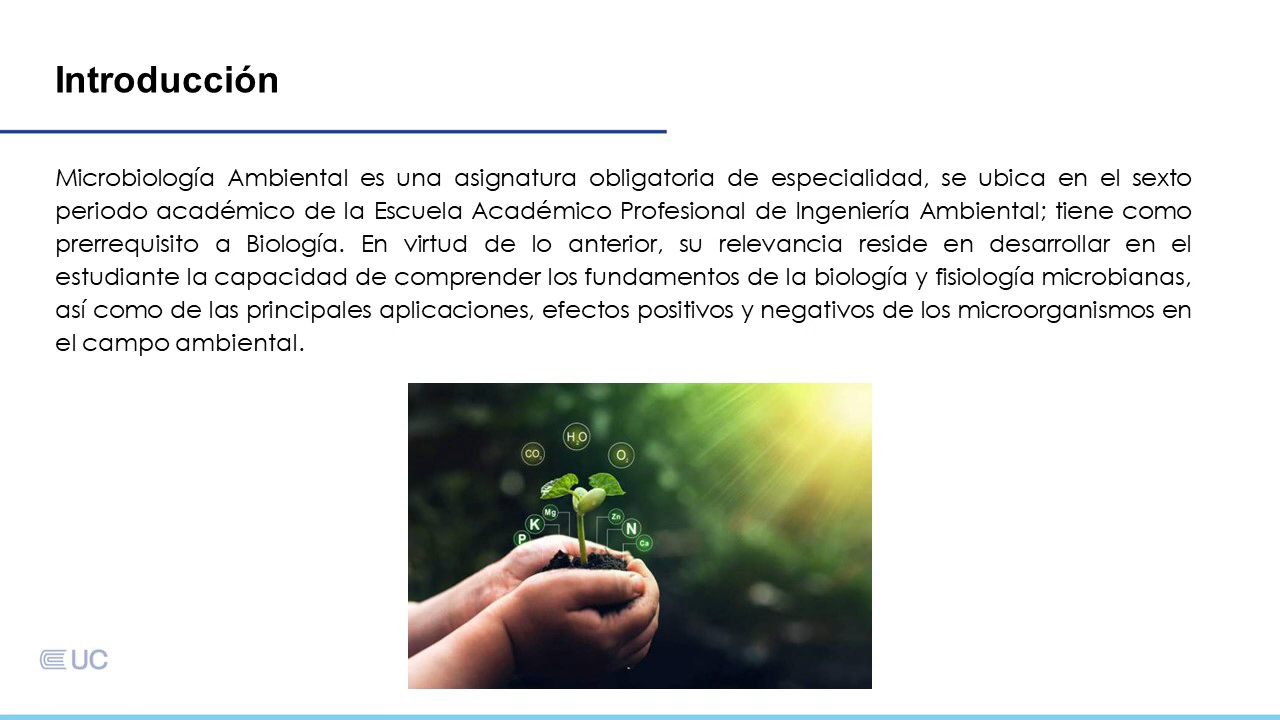 Introducción
Microbiología Ambiental es una asignatura obligatoria de especialidad, se ubica en el sexto
periodo académico de la Escuela Académico Profesional de Ingeniería Ambiental; tiene como
prerrequisito a Biología. En virtud de lo anterior, su relevancia reside en desarrollar en el
estudiante la capacidad de comprender los fundamentos de la biología y fisiología microbianas,
así como de las principales aplicaciones, efectos positivos y negativos de los microorganismos en
el campo ambiental.
H2O
CO2 O2
Mg Zn
K N
P Ca
UC